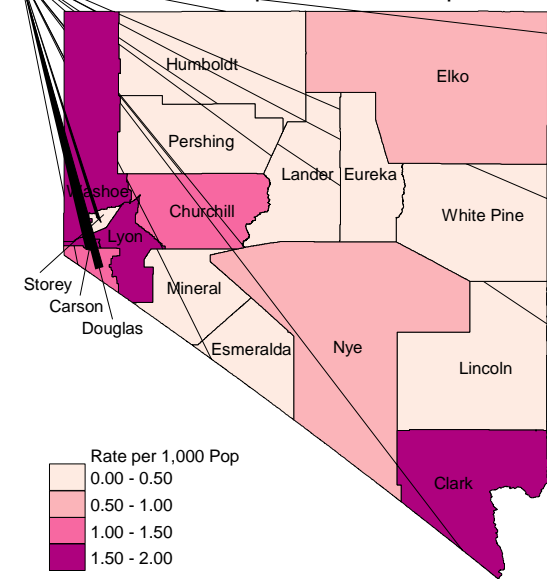 Humboldt
Elko
Pershing
Lander
Eureka
Washoe
Churchill
White Pine
Lyon
Storey
Carson
Douglas
Mineral
Esmeralda
Nye
Lincoln
Clark
Rate per 1,000 Pop
0.00 - 0.50
0.50 - 1.00
1.00 - 1.50
1.50 - 2.00